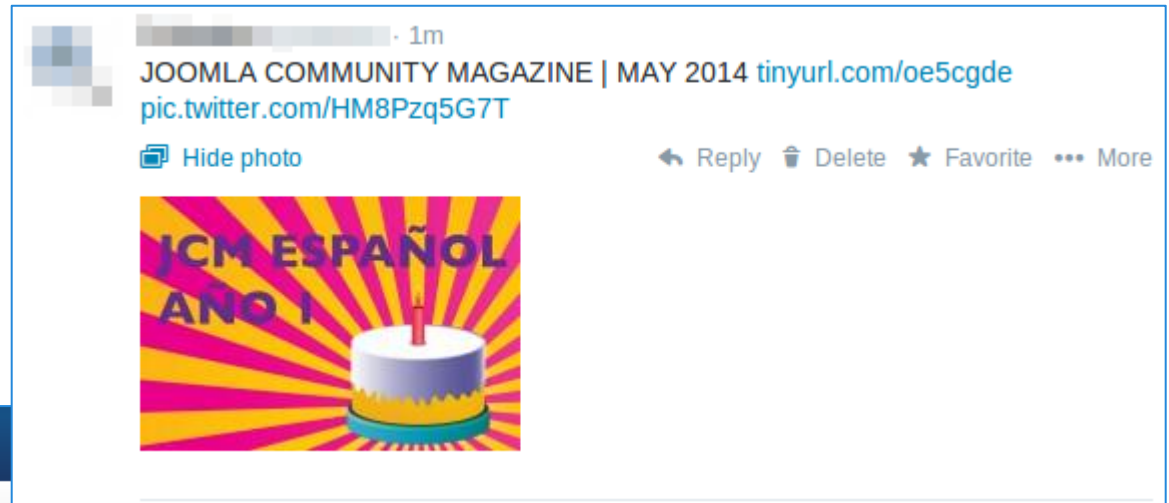 · 1m
JOOMLA COMMUNITY MAGAZINE | MAY 2014 tinyurl.com/oe5cgde
pic.twitter.com/HM8Pzq5G7T
Hide photo Reply Delete Favorite ••• More
JCM ESPAÑOL
AÑO I